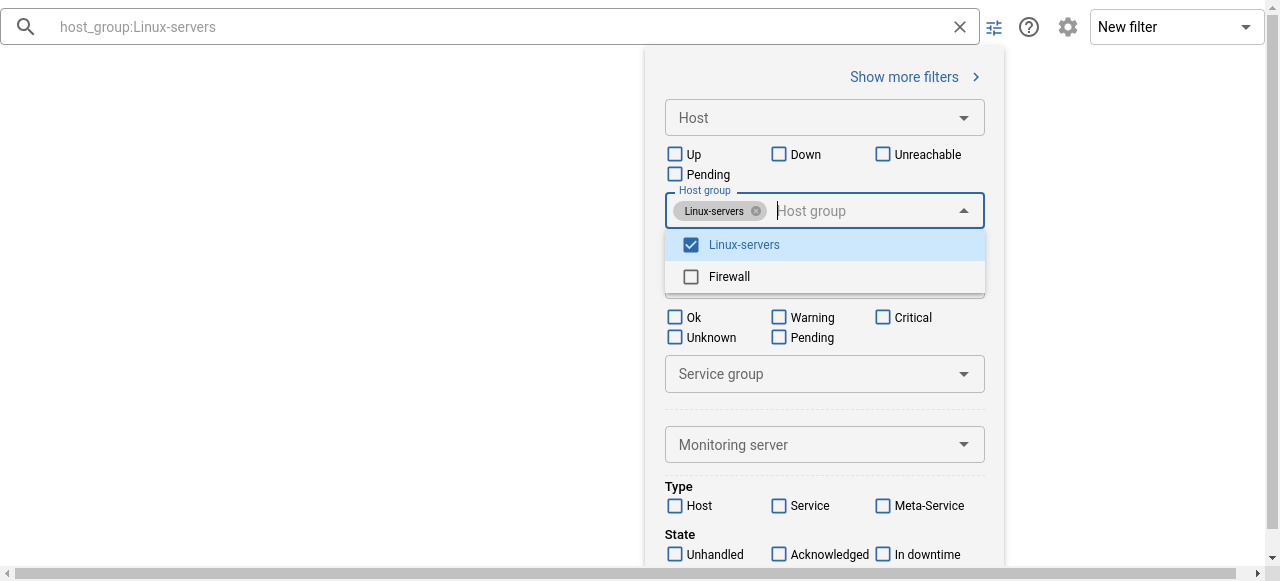 host_group:Linux-servers
New filter
Show more filters
Host
Up Down Unreachable
Pending
Host group
Linux-servers Host group
Linux-servers
Firewall
Ok Warning Critical
Unknown Pending
Service group
Monitoring server
Type
Host Service Meta-Service
State
Unhandled Acknowledged In downtime